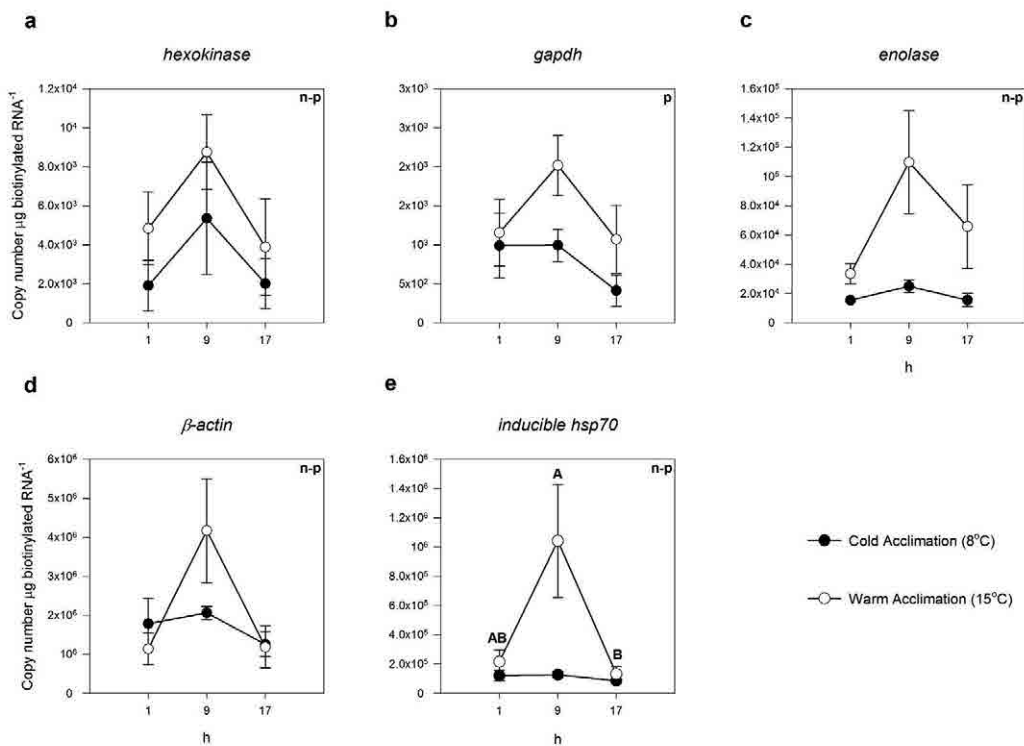 a
hexokinase
n-p
Copy number µg biotinylated RNA⁻¹
1.2x10⁴
10⁴
8.0x10³
6.0x10³
4.0x10³
2.0x10³
0
1 9 17
b
gapdh
p
3x10³
3x10³
2x10³
2x10³
10³
5x10²
0
1 9 17
c
enolase
n-p
1.6x10⁵
1.4x10⁵
1.2x10⁵
10⁵
8.0x10⁴
6.0x10⁴
4.0x10⁴
2.0x10⁴
0
1 9 17
h
d
β-actin
n-p
Copy number µg biotinylated RNA⁻¹
6x10⁶
5x10⁶
4x10⁶
3x10⁶
2x10⁶
10⁶
0
1 9 17
h
e
inducible hsp70
n-p
1.6x10⁶
1.4x10⁶
1.2x10⁶
10⁶
8.0x10⁵
6.0x10⁵
4.0x10⁵
2.0x10⁵
0
AB
A
B
1 9 17
h
Cold Acclimation (8°C)
Warm Acclimation (15°C)